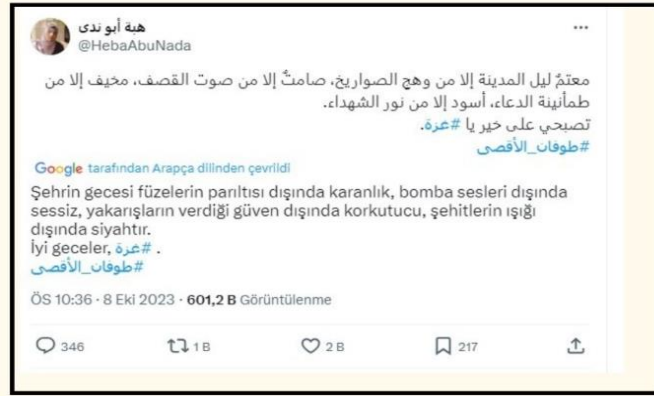 هبة أبو ندى
@HebaAbuNada
...
معتمٌ ليل المدينة إلا من وهج الصواريخ، صامتٌ إلا من صوت القصف، مخيف إلا من
طمأنينة الدعاء، أسود إلا من نور الشهداء.
تصبحي على خير يا #غزة.
#طوفان_الأقصى
Google tarafından Arapça dilinden çevrildi
Şehrin gecesi füzelerin parıltısı dışında karanlık, bomba sesleri dışında
sessiz, yakarışların verdiği güven dışında korkutucu, şehitlerin ışığı
dışında siyahtır.
İyi geceler, #غزة .
#طوفان_الأقصى
ÖS 10:36 · 8 Eki 2023 · 601,2 B Görüntülenme
346 1 B 2 B 217